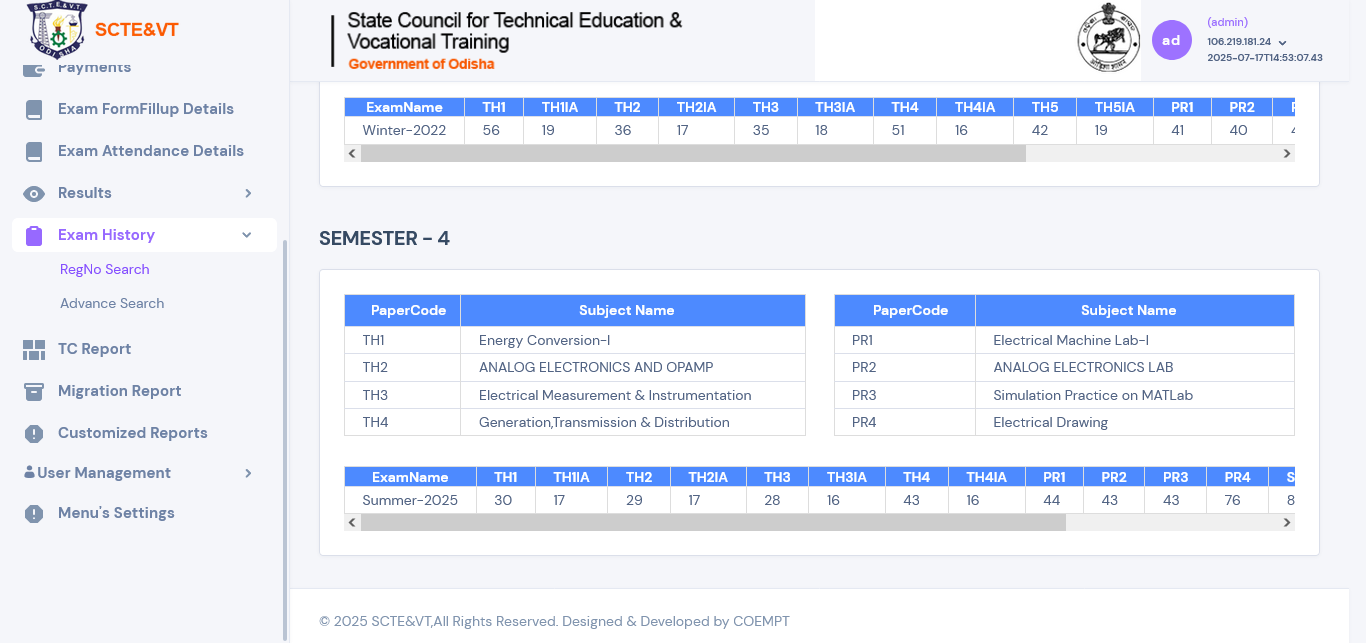 S.C.T.E.&V.T.
ODISHA
SCTE&VT
State Council for Technical Education &
Vocational Training
Government of Odisha
ad
(admin)
106.219.181.24
2025-07-17T14:53:07.43
Payments
Exam FormFillup Details
Exam Attendance Details
Results
Exam History
RegNo Search
Advance Search
TC Report
Migration Report
Customized Reports
User Management
Menu's Settings
ExamName TH1 TH1IA TH2 TH2IA TH3 TH3IA TH4 TH4IA TH5 TH5IA PR1 PR2
Winter-2022 56 19 36 17 35 18 51 16 42 19 41 40
SEMESTER - 4
PaperCode Subject Name
TH1 Energy Conversion-I
TH2 ANALOG ELECTRONICS AND OPAMP
TH3 Electrical Measurement & Instrumentation
TH4 Generation,Transmission & Distribution
PaperCode Subject Name
PR1 Electrical Machine Lab-I
PR2 ANALOG ELECTRONICS LAB
PR3 Simulation Practice on MATLab
PR4 Electrical Drawing
ExamName TH1 TH1IA TH2 TH2IA TH3 TH3IA TH4 TH4IA PR1 PR2 PR3 PR4 S
Summer-2025 30 17 29 17 28 16 43 16 44 43 43 76 8
© 2025 SCTE&VT,All Rights Reserved. Designed & Developed by COEMPT